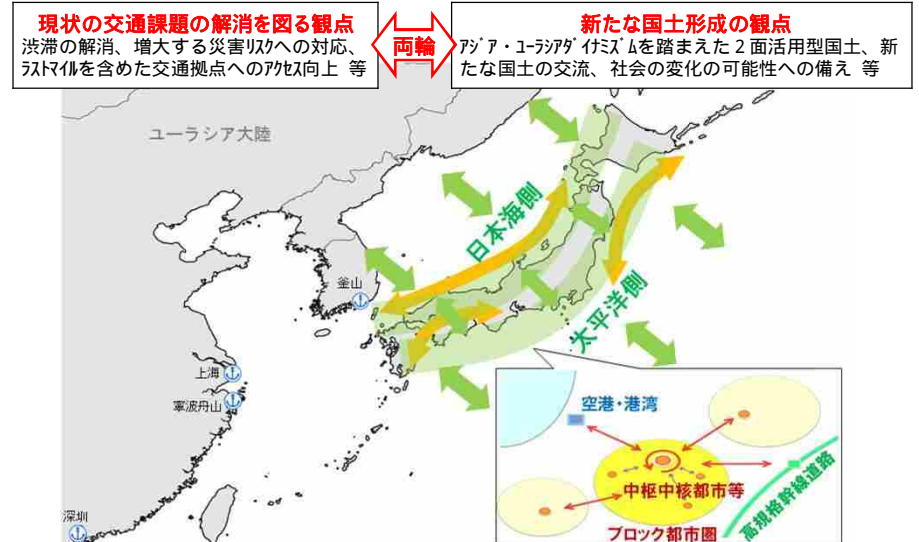 現状の交通課題の解消を図る観点
渋滞の解消、増大する災害リスクへの対応、
ラストマイルを含めた交通拠点へのアクセス向上 等
両輪
新たな国土形成の観点
アジア・ユーラシアダイナミズムを踏まえた2面活用型国土、新
たな国土の交流、社会の変化の可能性への備え 等
ユーラシア大陸
日本海側
釜山
太平洋側
上海
寧波舟山
深圳
空港・港湾
中枢中核都市等
ブロック都市圏
高規格幹線道路